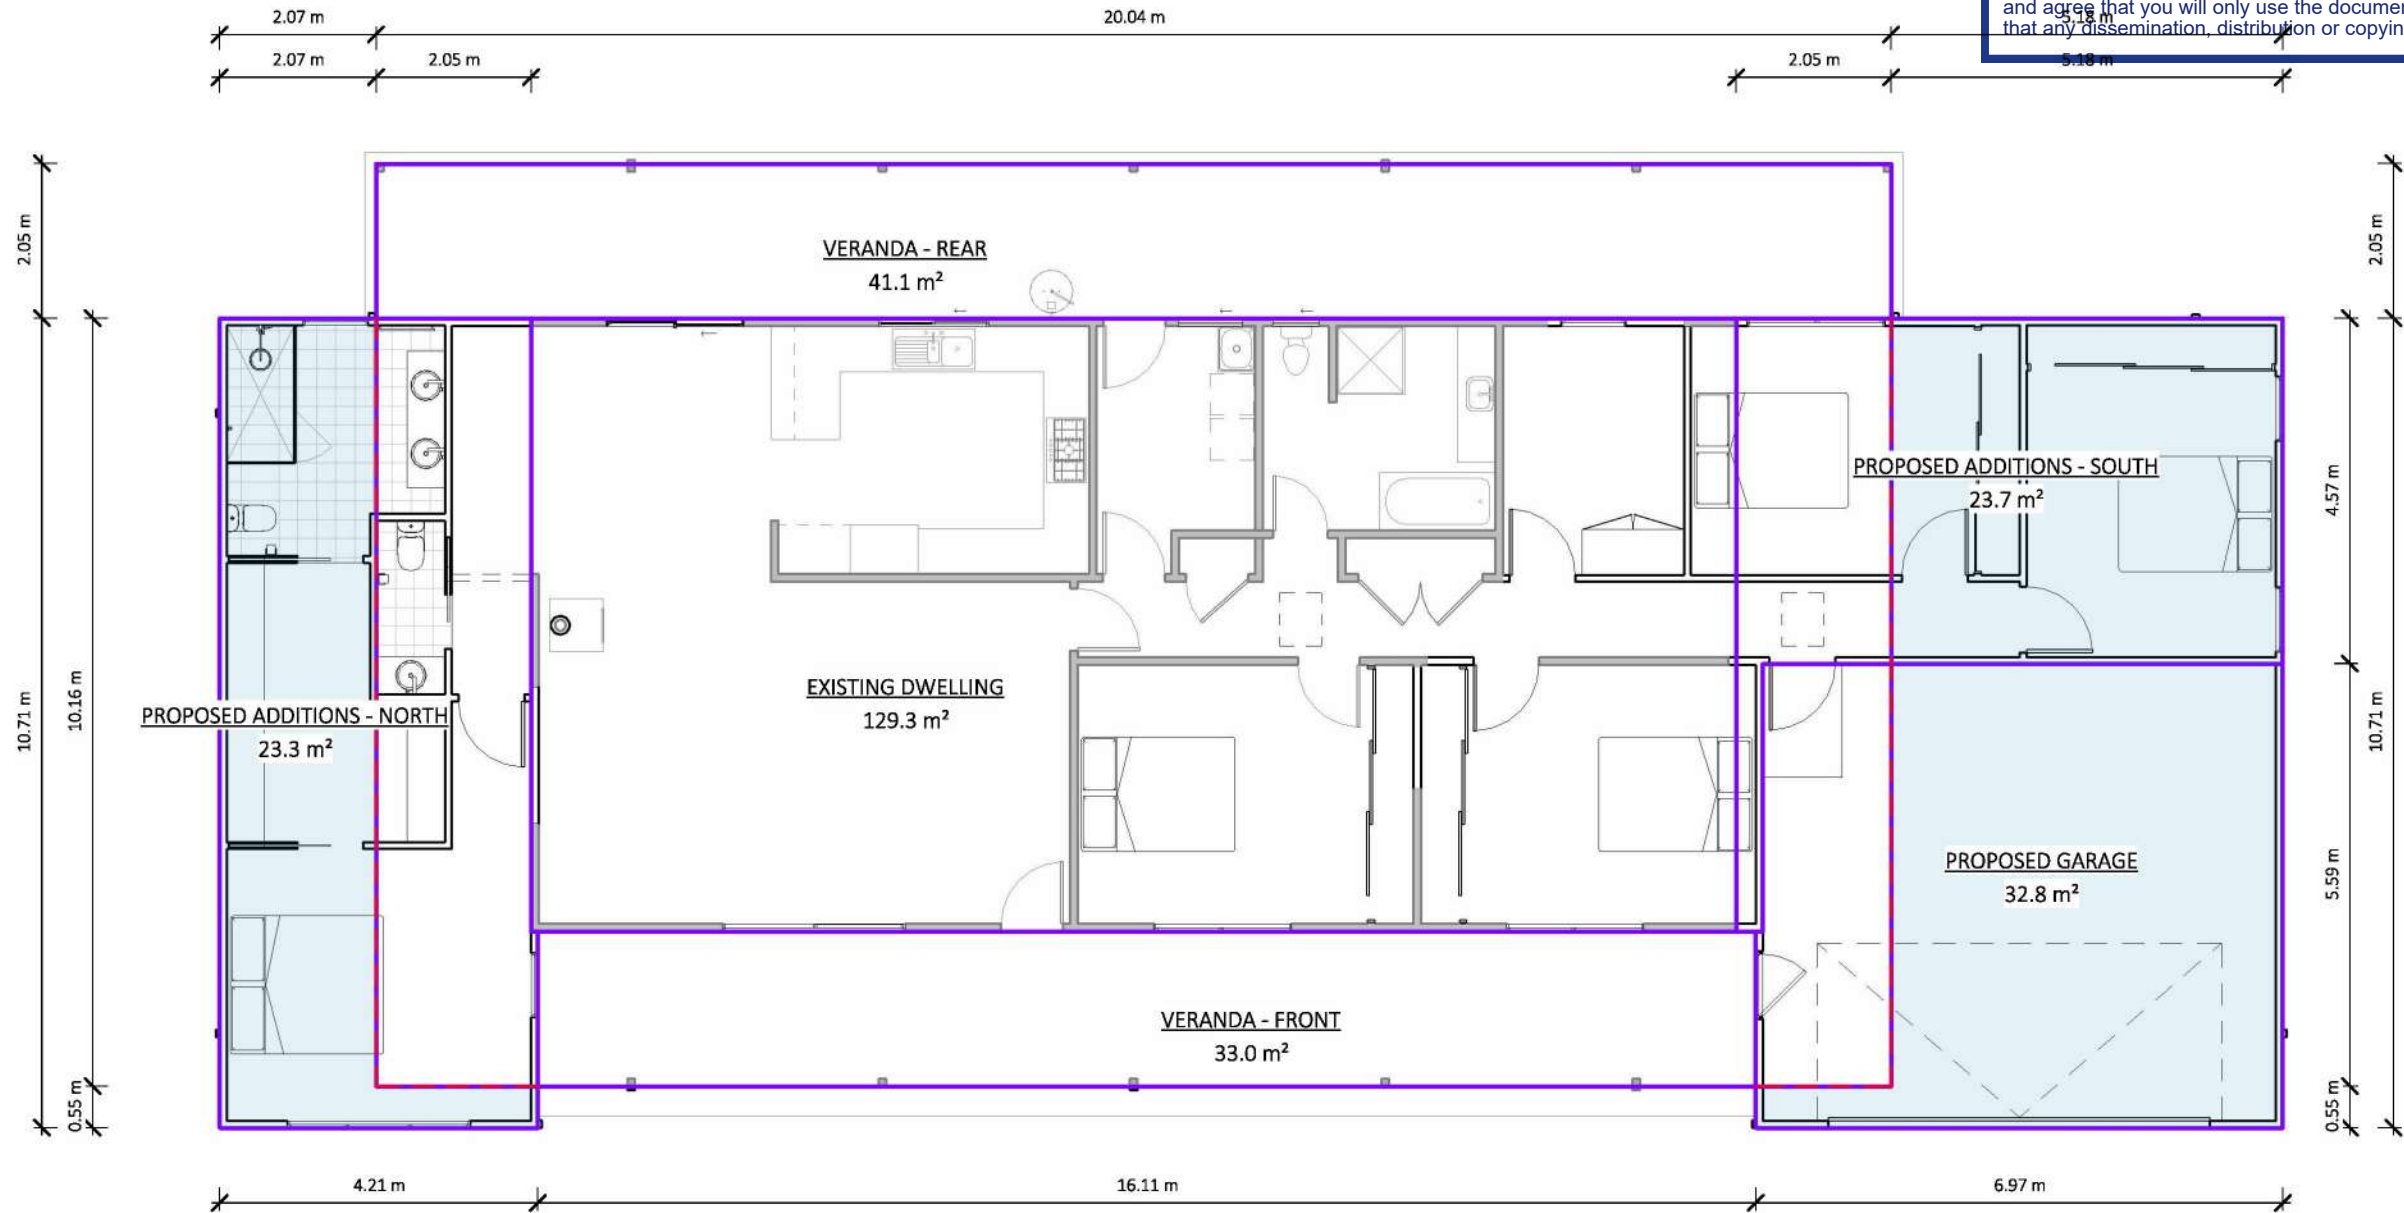 and agree that you will only use the documen
that any dissemination, distribution or copyin
2.07 m
20.04 m
5.18 m
2.07 m
2.05 m
2.05 m
5.18 m
2.05 m
2.05 m
VERANDA - REAR
41.1 m²
PROPOSED ADDITIONS - SOUTH
23.7 m²
4.57 m
EXISTING DWELLING
129.3 m²
PROPOSED ADDITIONS - NORTH
23.3 m²
10.71 m
10.16 m
10.71 m
PROPOSED GARAGE
32.8 m²
5.59 m
VERANDA - FRONT
33.0 m²
0.55 m
0.55 m
4.21 m
16.11 m
6.97 m